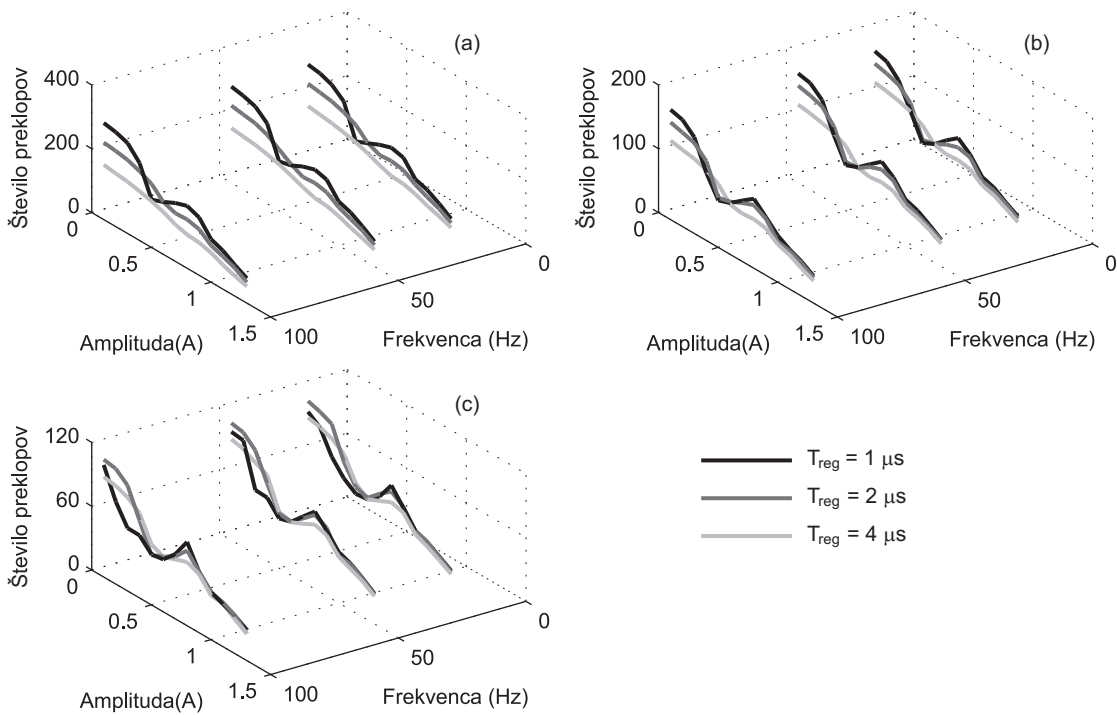 (a)
Število preklopov
400
200
0
0
0.5
1
1.5
Amplituda(A)
100
50
0
Frekvenca (Hz)
(b)
Število preklopov
200
100
0
0
0.5
1
1.5
Amplituda(A)
100
50
0
Frekvenca (Hz)
(c)
Število preklopov
120
60
0
0
0.5
1
1.5
Amplituda(A)
100
50
0
Frekvenca (Hz)
Treg = 1 μs
Treg = 2 μs
Treg = 4 μs